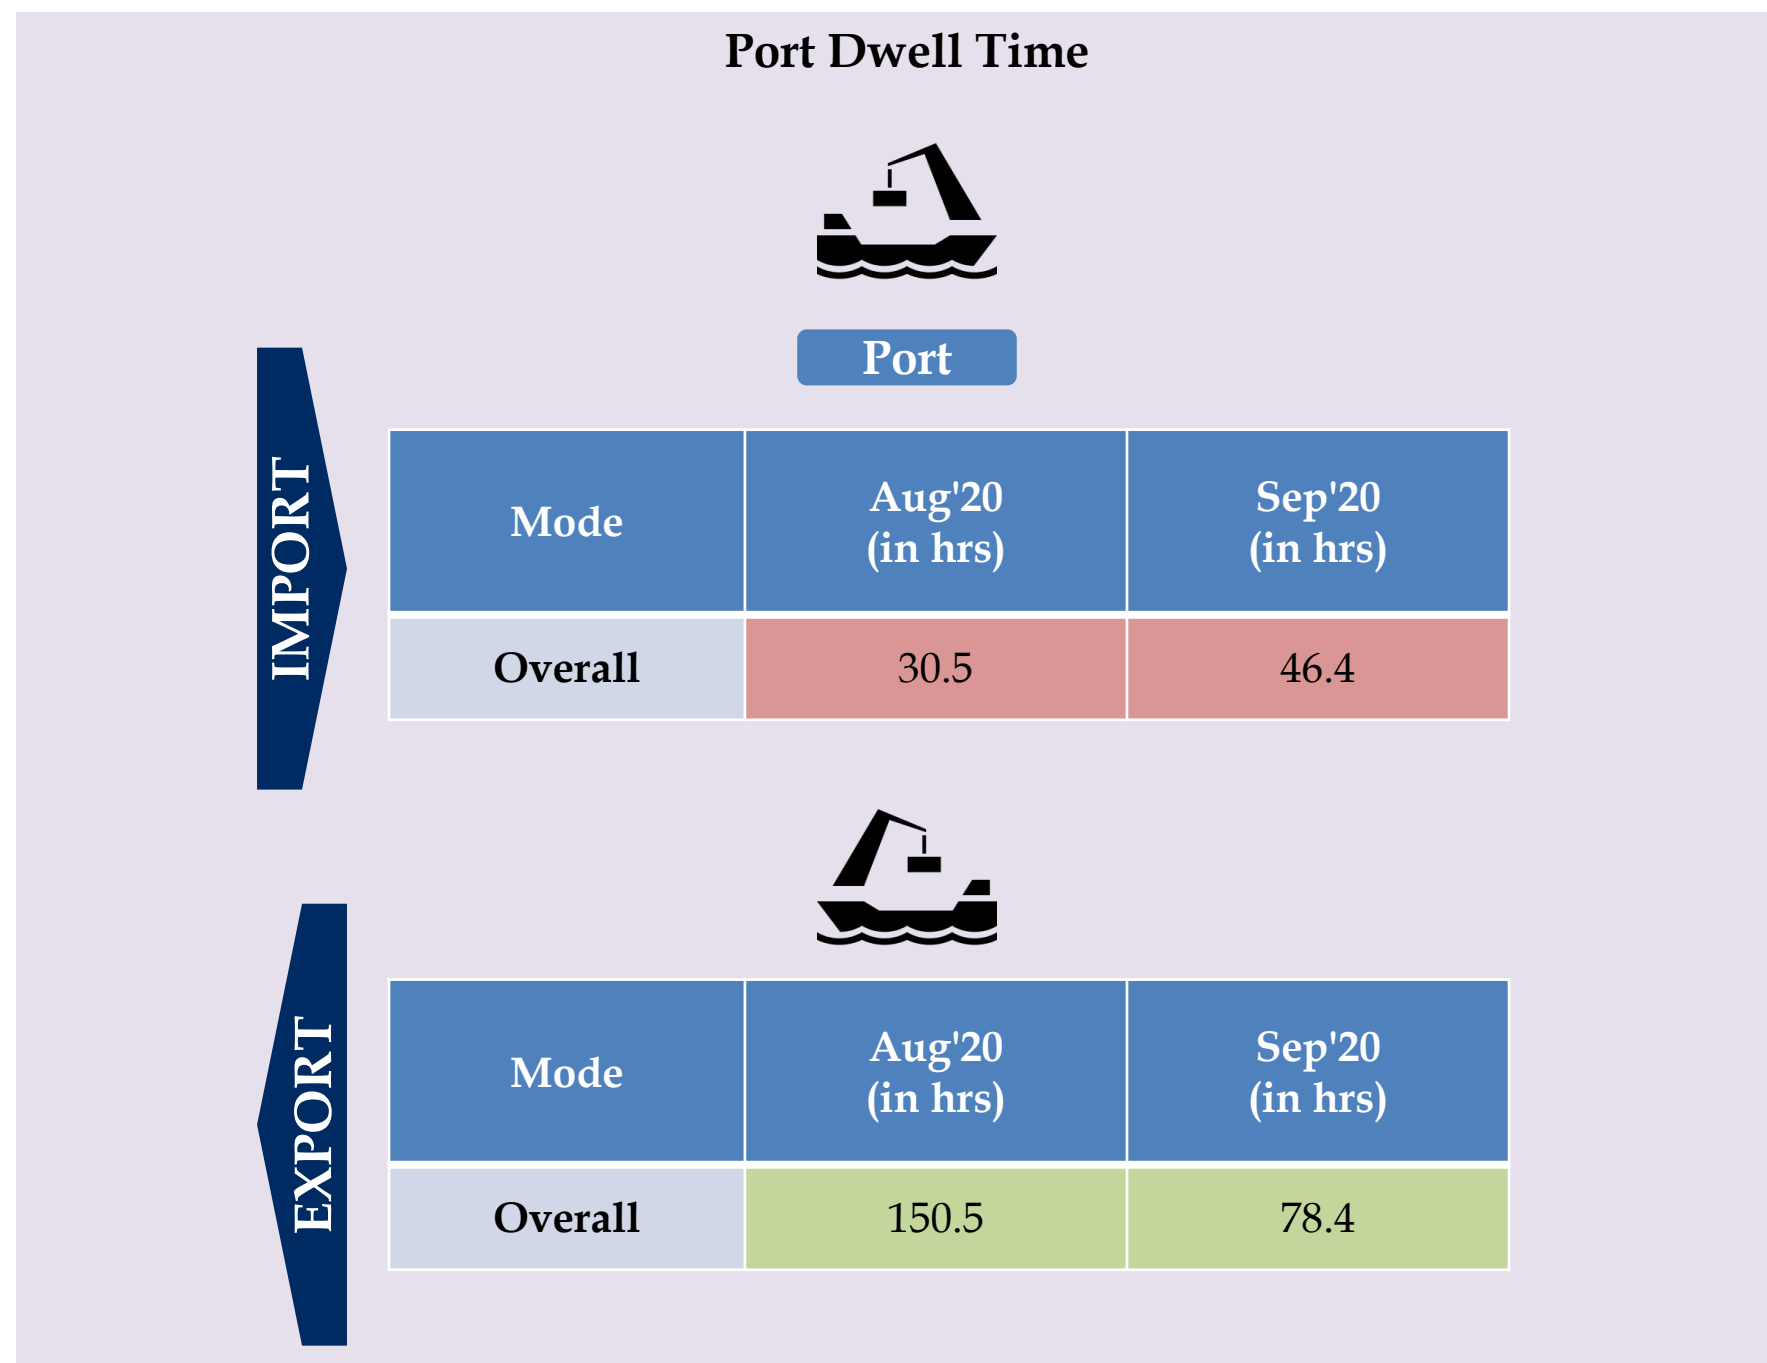 Port Dwell Time
Port
IMPORT
Mode
Aug'20
(in hrs)
Sep'20
(in hrs)
Overall
30.5
46.4
EXPORT
Mode
Aug'20
(in hrs)
Sep'20
(in hrs)
Overall
150.5
78.4